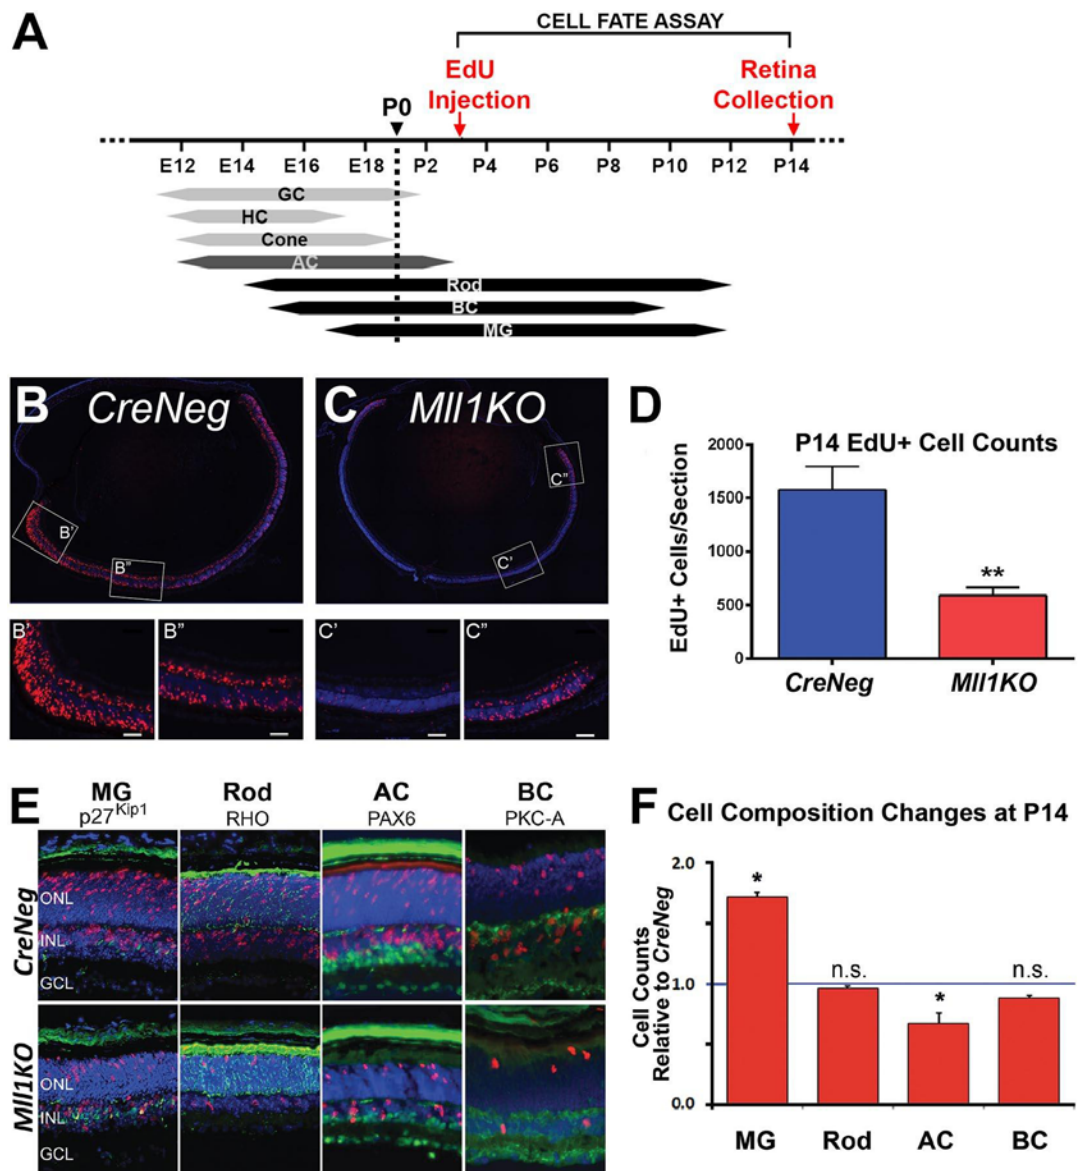 A
CELL FATE ASSAY
EdU Injection
Retina Collection
P0
E12 E14 E16 E18 P2 P4 P6 P8 P10 P12 P14
GC
HC
Cone
AC
Rod
BC
MG
B CreNeg
B'
B"
C Mll1KO
C"
C'
B'
B"
C'
C"
D
P14 EdU+ Cell Counts
EdU+ Cells/Section
2000
1500
1000
500
0
**
CreNeg Mll1KO
E
MG Rod AC BC
p27Kip1 RHO PAX6 PKC-A
CreNeg
ONL
INL
GCL
Mll1KO
ONL
INL
GCL
F Cell Composition Changes at P14
Cell Counts
Relative to CreNeg
2.0
1.0
0.0
*
n.s.
*
n.s.
MG Rod AC BC